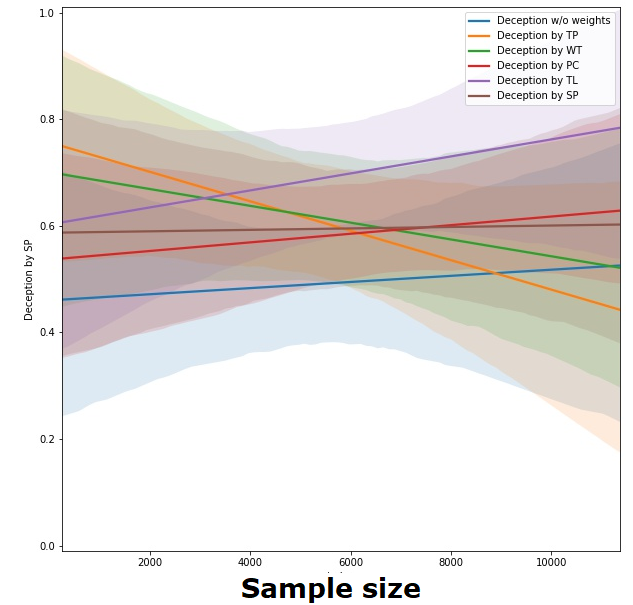 Deception w/o weights
Deception by TP
Deception by WT
Deception by PC
Deception by TL
Deception by SP
1.0
0.8
0.6
0.4
0.2
0.0
Deception by SP
2000 4000 6000 8000 10000
Sample size